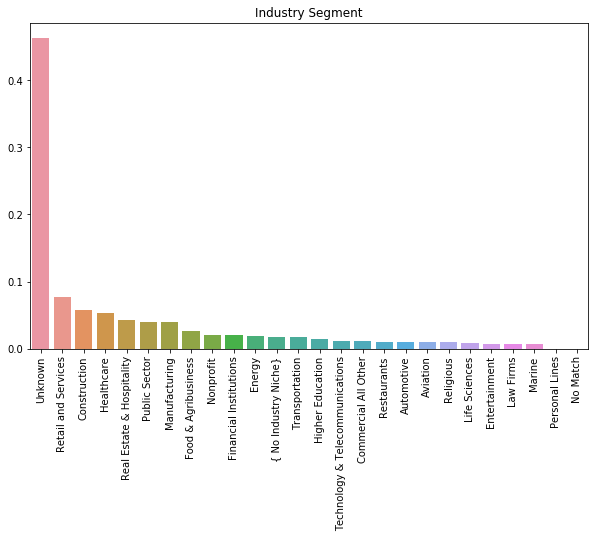 Industry Segment
0.4
0.3
0.2
0.1
0.0
Unknown
Retail and Services
Construction
Healthcare
Real Estate & Hospitality
Public Sector
Manufacturing
Food & Agribusiness
Nonprofit
Financial Institutions
Energy
{ No Industry Niche}
Transportation
Higher Education
Technology & Telecommunications
Commercial All Other
Restaurants
Automotive
Aviation
Religious
Life Sciences
Entertainment
Law Firms
Marine
Personal Lines
No Match